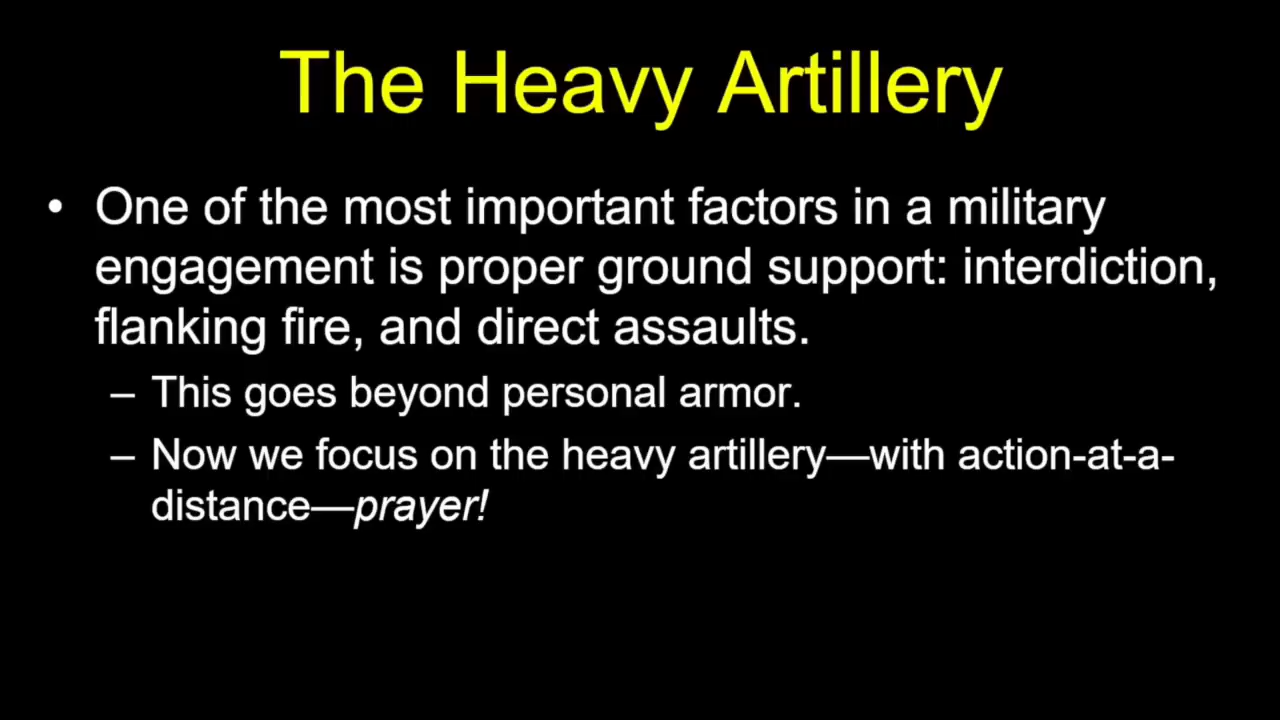 The Heavy Artillery
• One of the most important factors in a military
engagement is proper ground support: interdiction,
flanking fire, and direct assaults.
– This goes beyond personal armor.
– Now we focus on the heavy artillery—with action-at-a-
distance—prayer!